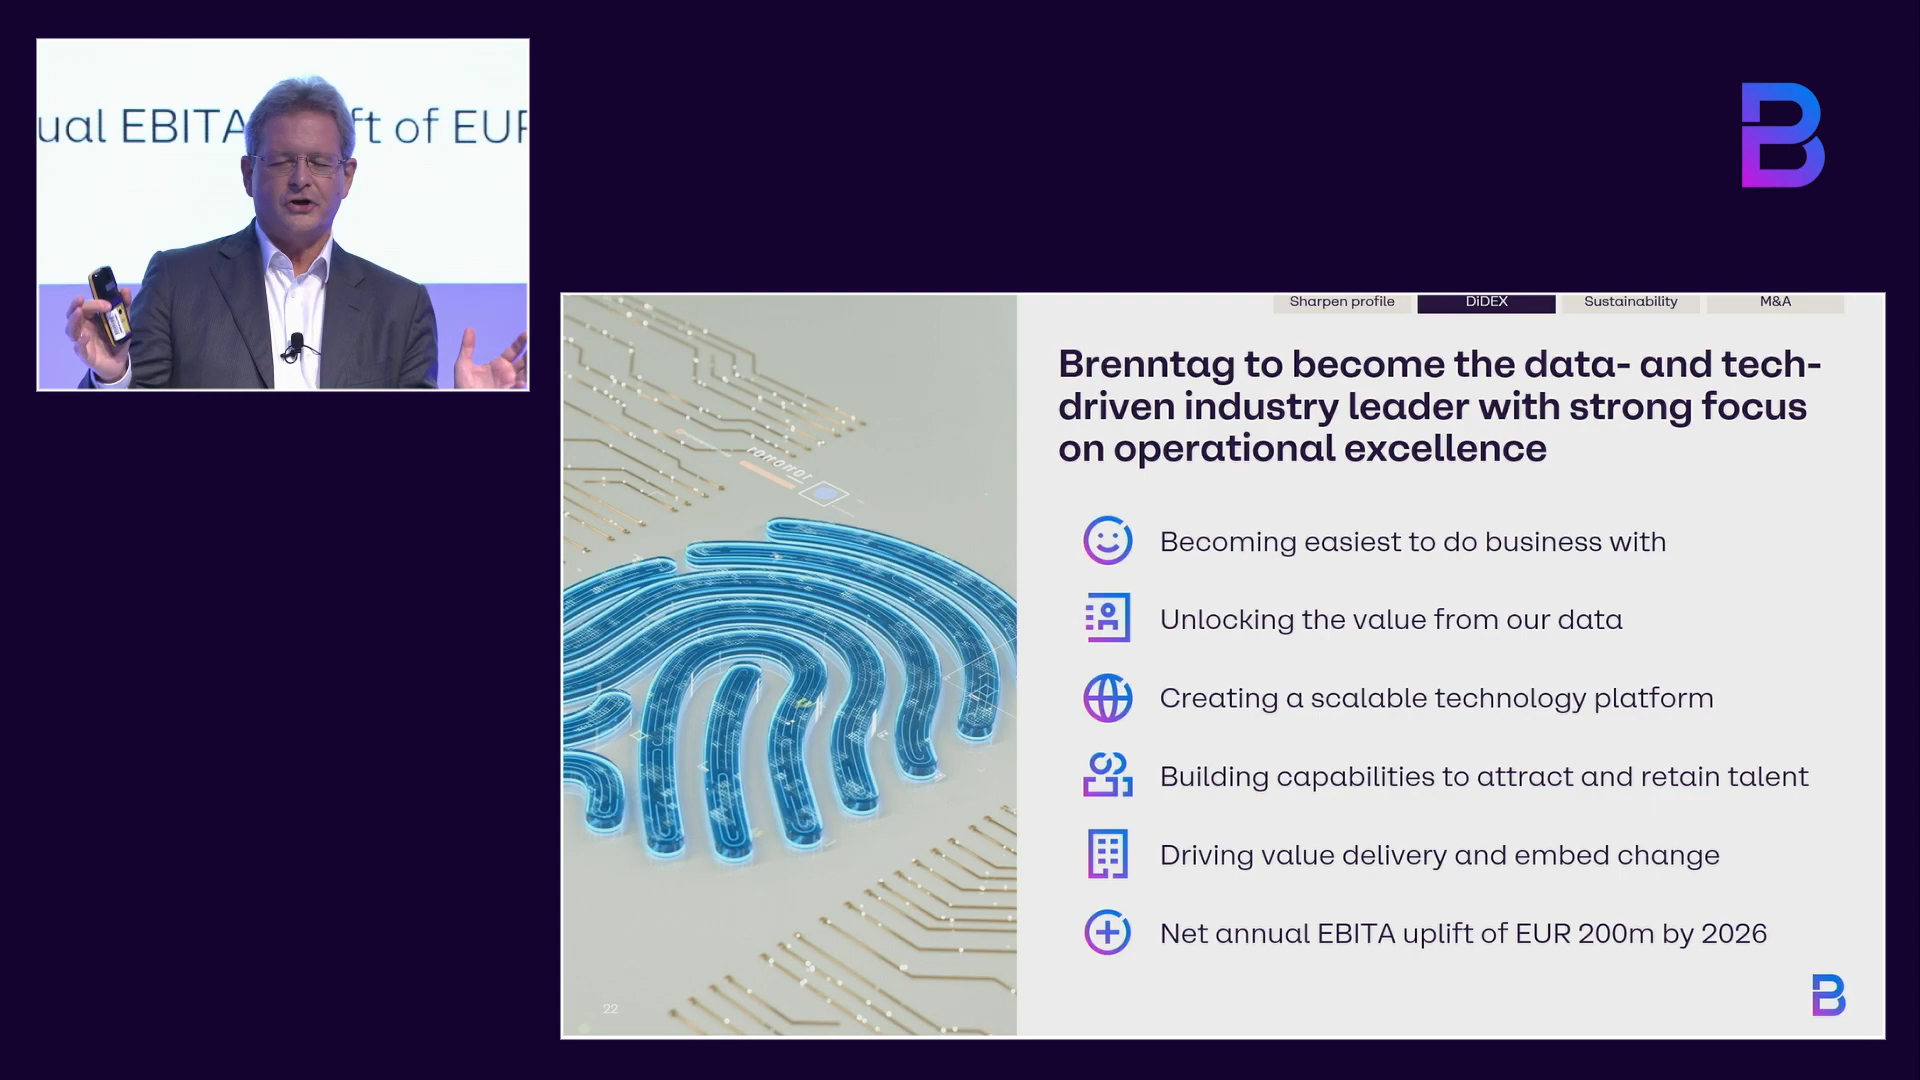 ual EBITA ft of EUR
Sharpen profile
DiDEX
Sustainability
M&A
Brenntag to become the data- and tech-
driven industry leader with strong focus
on operational excellence
Becoming easiest to do business with
Unlocking the value from our data
Creating a scalable technology platform
Building capabilities to attract and retain talent
Driving value delivery and embed change
Net annual EBITA uplift of EUR 200m by 2026
22